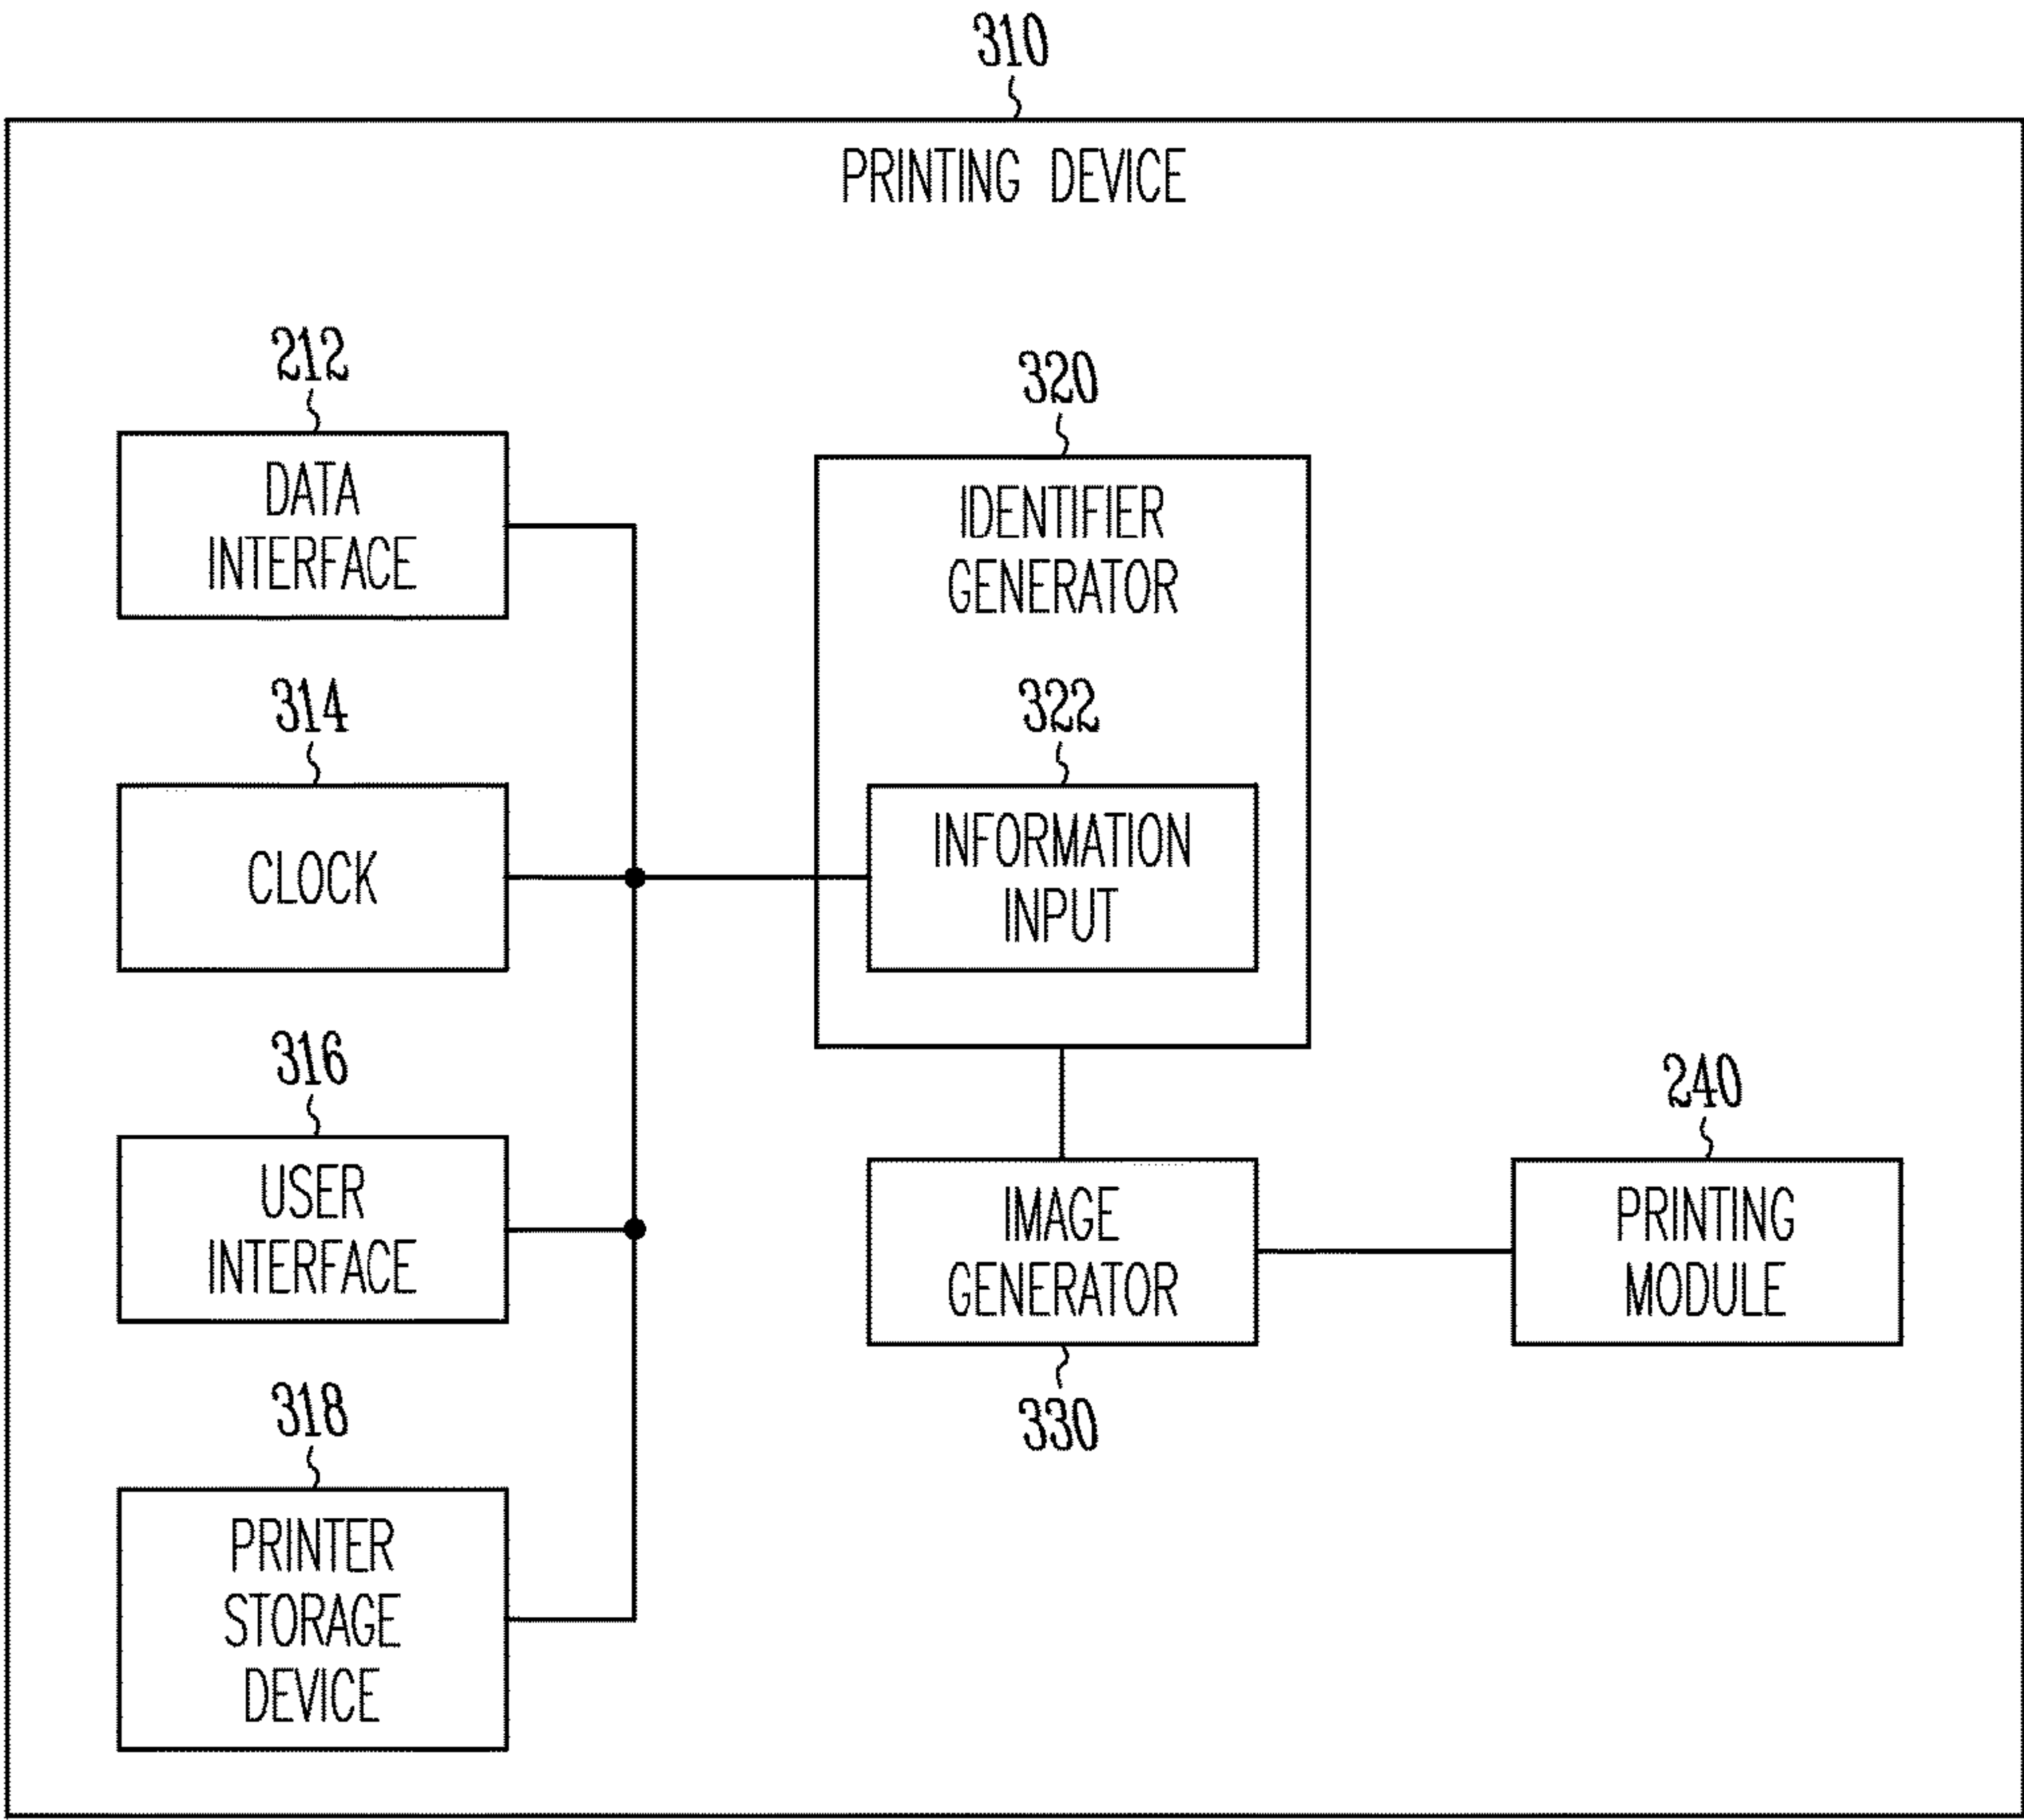 310
PRINTING DEVICE
212
DATA
INTERFACE
314
CLOCK
316
USER
INTERFACE
318
PRINTER
STORAGE
DEVICE
320
IDENTIFIER
GENERATOR
322
INFORMATION
INPUT
IMAGE
GENERATOR
330
240
PRINTING
MODULE